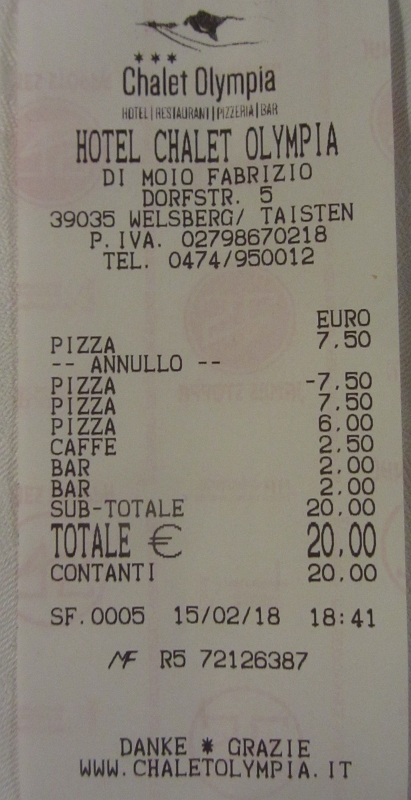 ★★★
Chalet Olympia
HOTEL|RESTAURANT|PIZZERIA|BAR
HOTEL CHALET OLYMPIA
DI MOIO FABRIZIO
DORFSTR. 5
39035 WELSBERG/ TAISTEN
P.IVA. 02798670218
TEL. 0474/950012
EURO
PIZZA 7,50
-- ANNULLO --
PIZZA -7,50
PIZZA 7,50
PIZZA 6,00
CAFFE 2,50
BAR 2,00
BAR 2,00
SUB-TOTALE 20,00
TOTALE € 20,00
CONTANTI 20,00
SF.0005 15/02/18 18:41
MF R5 72126387
DANKE * GRAZIE
WWW.CHALETOLYMPIA.IT